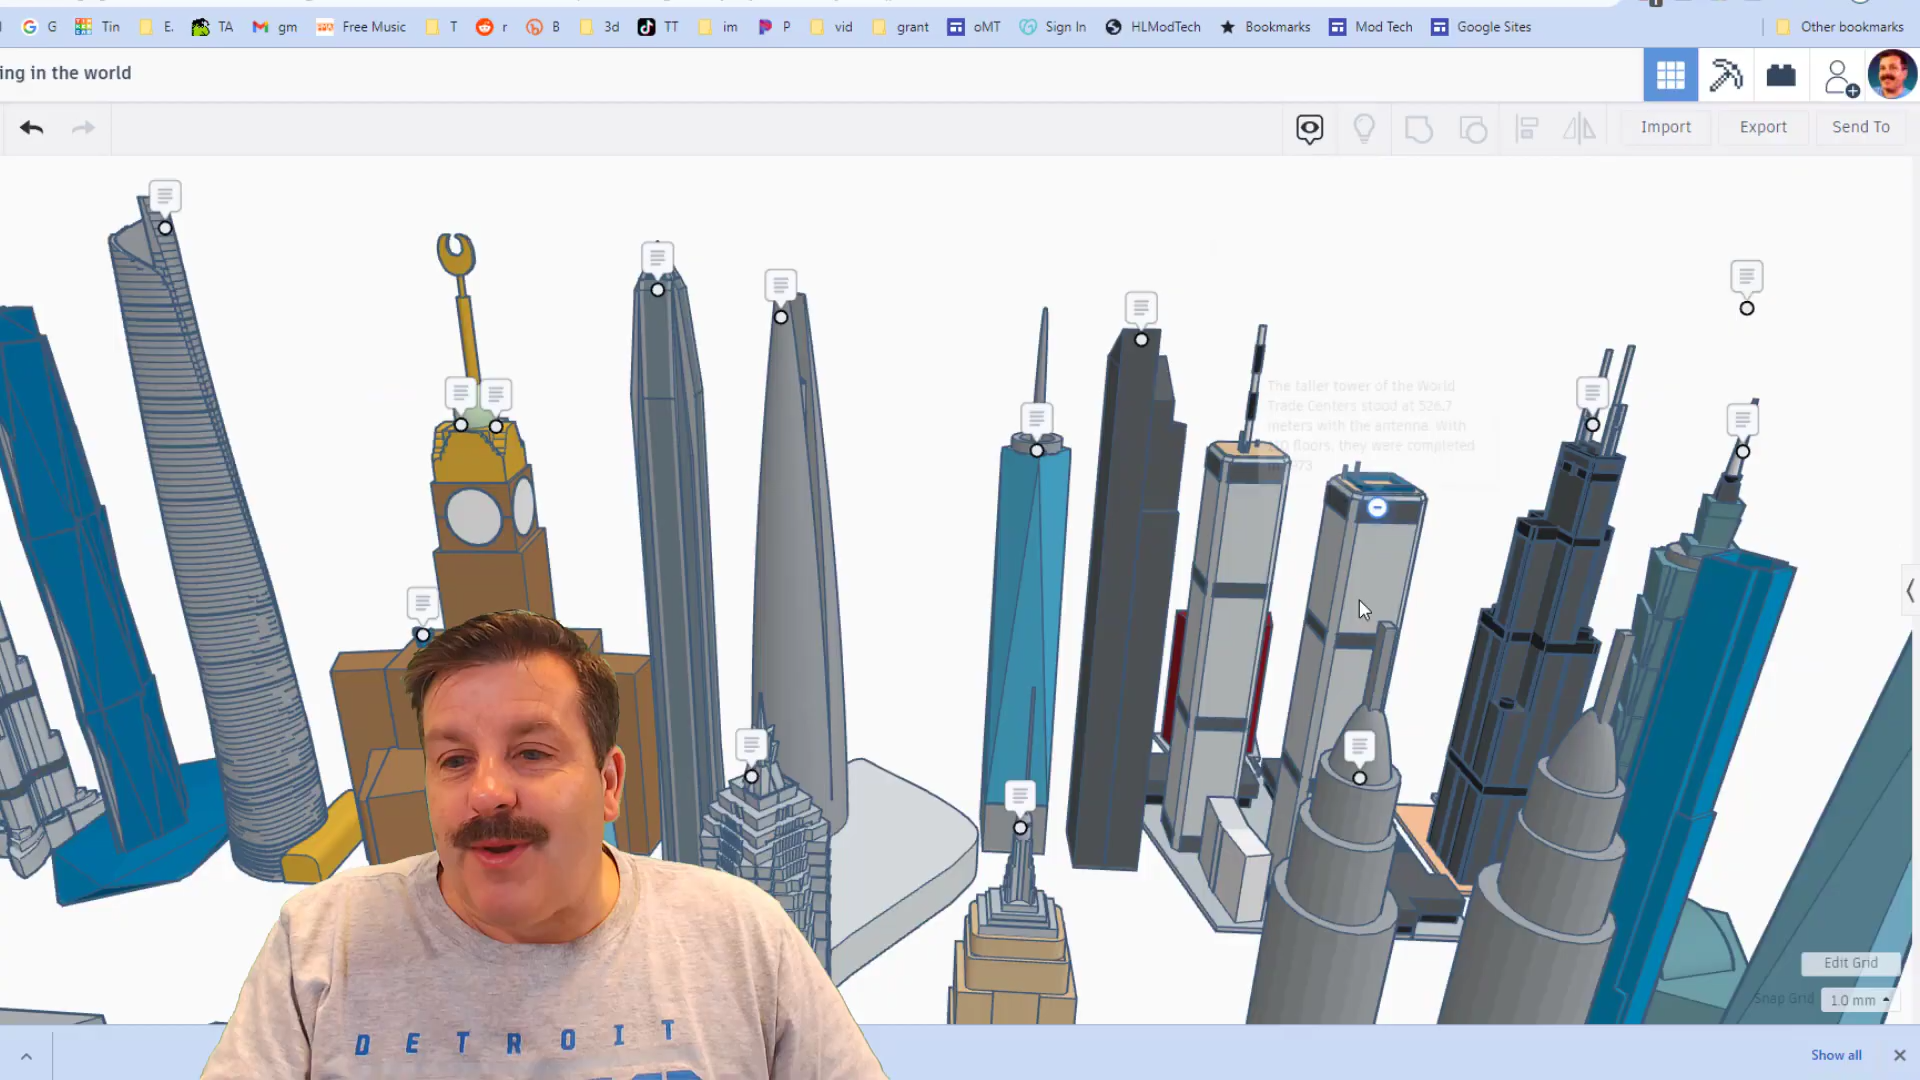 G Tin E. TA gm Free Music T r B 3d TT im P vid grant oMT Sign In HLModTech Bookmarks Mod Tech Google Sites Other bookmarks
ing in the world
Import Export Send To
The taller tower of the World
Trade Centers stood at 526.7
meters with the antenna. With
110 floors, they were completed
in 1973
Edit Grid
Snap Grid 1.0 mm
DETROIT
Show all